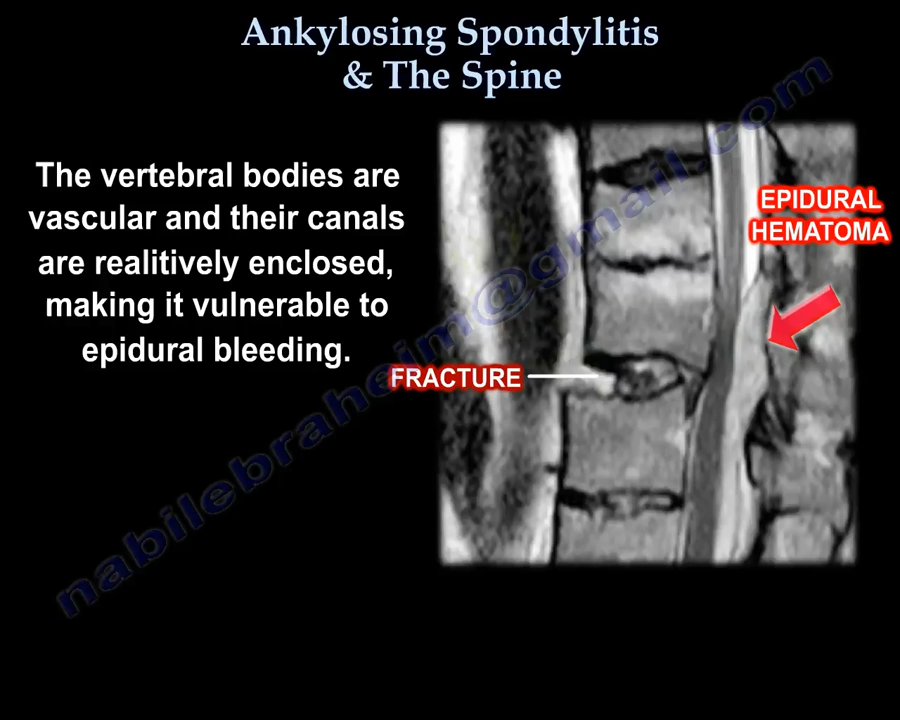 Ankylosing Spondylitis
& The Spine
The vertebral bodies are
vascular and their canals
are realitively enclosed,
making it vulnerable to
epidural bleeding.
EPIDURAL
HEMATOMA
FRACTURE
nabilebraheim@gmail.com